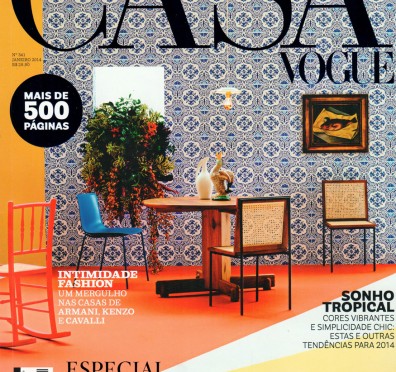 CASA
VOGUE
MAIS DE
500
PÁGINAS
INTIMIDADE
FASHION
UM MERGULHO
NAS CASAS DE
ARMANI, KENZO
E CAVALLI
SONHO
TROPICAL
CORES VIBRANTES
E SIMPLICIDADE CHIC:
ESTAS E OUTRAS
TENDÊNCIAS PARA 2014
ESPECIAL